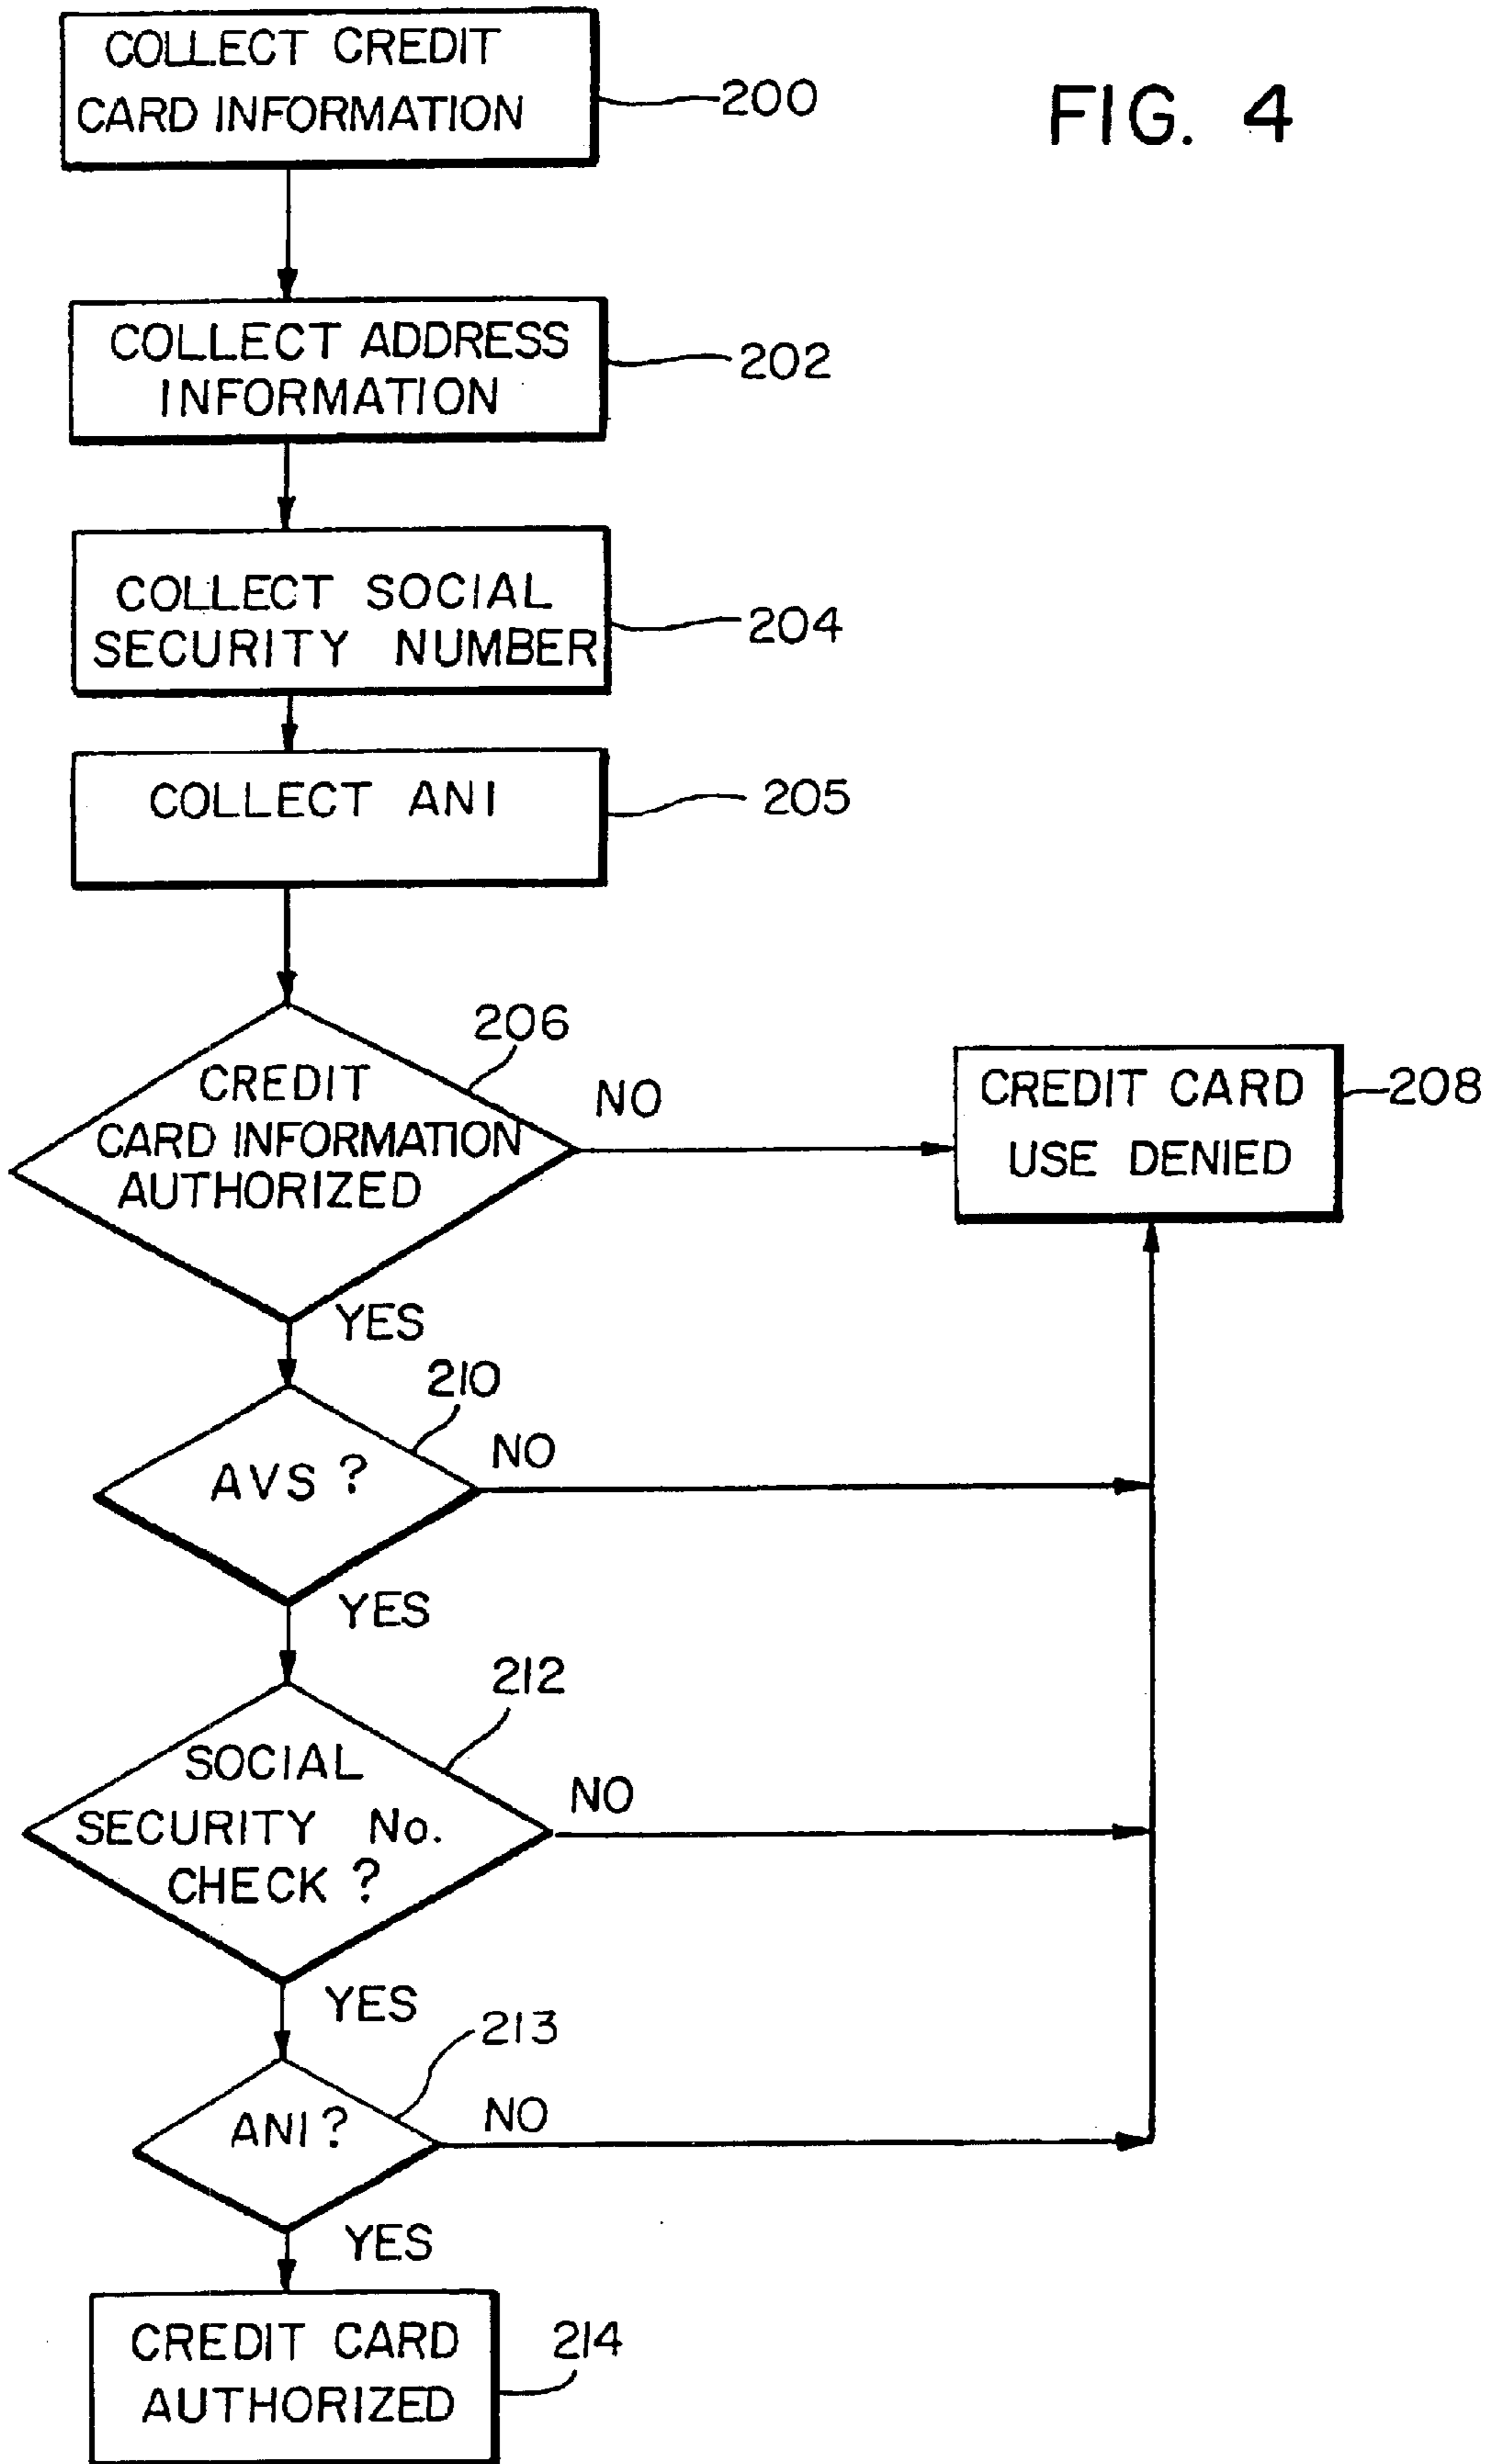 COLLECT CREDIT
CARD INFORMATION
200
FIG. 4
COLLECT ADDRESS
INFORMATION
202
COLLECT SOCIAL
SECURITY NUMBER
204
COLLECT ANI
205
206
CREDIT
CARD INFORMATION
AUTHORIZED
NO
YES
CREDIT CARD
USE DENIED
208
210
AVS ?
NO
YES
212
SOCIAL
SECURITY No.
CHECK ?
NO
YES
213
ANI ?
NO
YES
CREDIT CARD
AUTHORIZED
214